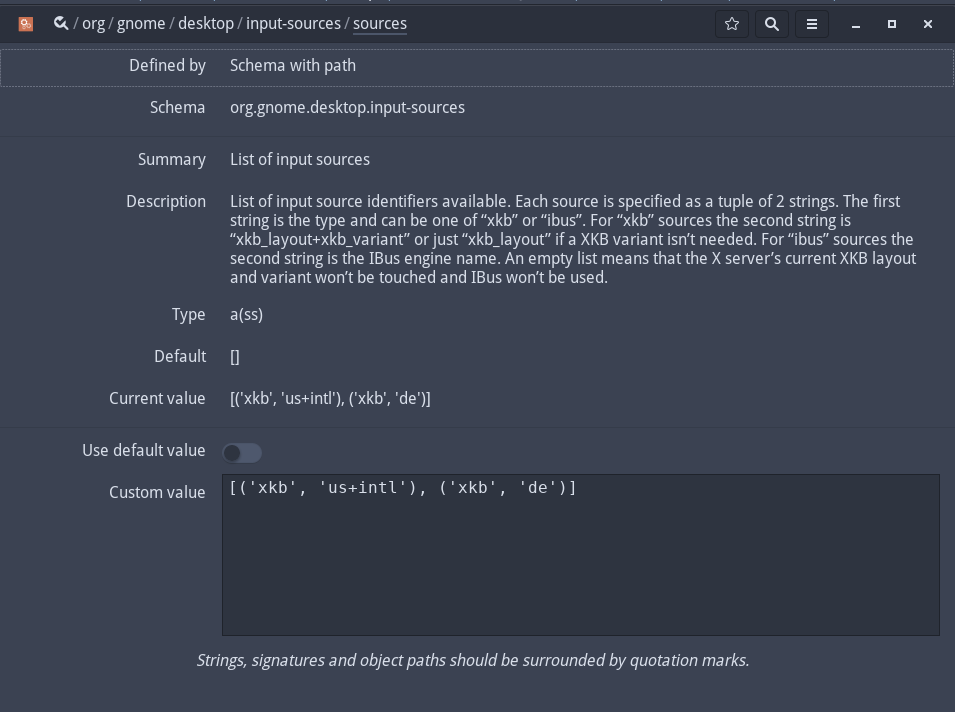 / org / gnome / desktop / input-sources / sources
Defined by Schema with path
Schema org.gnome.desktop.input-sources
Summary List of input sources
Description List of input source identifiers available. Each source is specified as a tuple of 2 strings. The first
string is the type and can be one of “xkb” or “ibus”. For “xkb” sources the second string is
“xkb_layout+xkb_variant” or just “xkb_layout” if a XKB variant isn’t needed. For “ibus” sources the
second string is the IBus engine name. An empty list means that the X server’s current XKB layout
and variant won’t be touched and IBus won’t be used.
Type a(ss)
Default []
Current value [('xkb', 'us+intl'), ('xkb', 'de')]
Use default value
Custom value [('xkb', 'us+intl'), ('xkb', 'de')]
Strings, signatures and object paths should be surrounded by quotation marks.